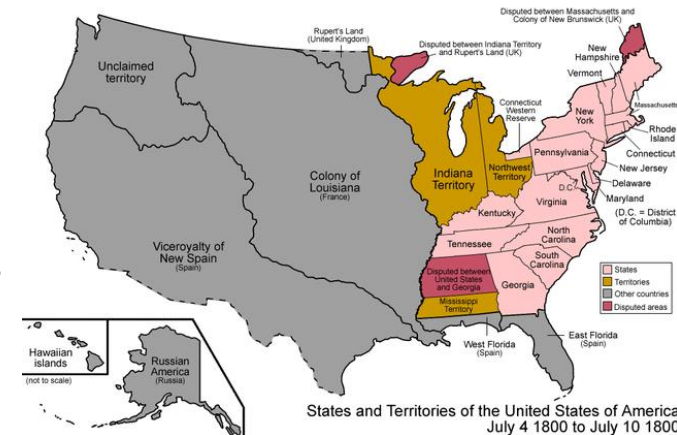 Disputed between Massachusetts and
Colony of New Brunswick (UK)
Rupert's Land
(United Kingdom)
Disputed between Indiana Territory
and Rupert's Land (UK)
New
Hampshire
Vermont
Unclaimed
territory
Connecticut
Western
Reserve
New
York
Massachusetts
Rhode
Island
Connecticut
Pennsylvania
New Jersey
Delaware
Maryland
(D.C. = District
of Columbia)
D.C.
Colony of
Louisiana
(France)
Indiana
Territory
Northwest
Territory
Virginia
Kentucky
Viceroyalty of
New Spain
(Spain)
Tennessee
North
Carolina
South
Carolina
Disputed between
United States
and Georgia
Georgia
Mississippi
Territory
States
Territories
Other countries
Disputed areas
West Florida
(Spain)
East Florida
(Spain)
Hawaiian
islands
(not to scale)
Russian
America
(Russia)
States and Territories of the United States of America
July 4 1800 to July 10 1800